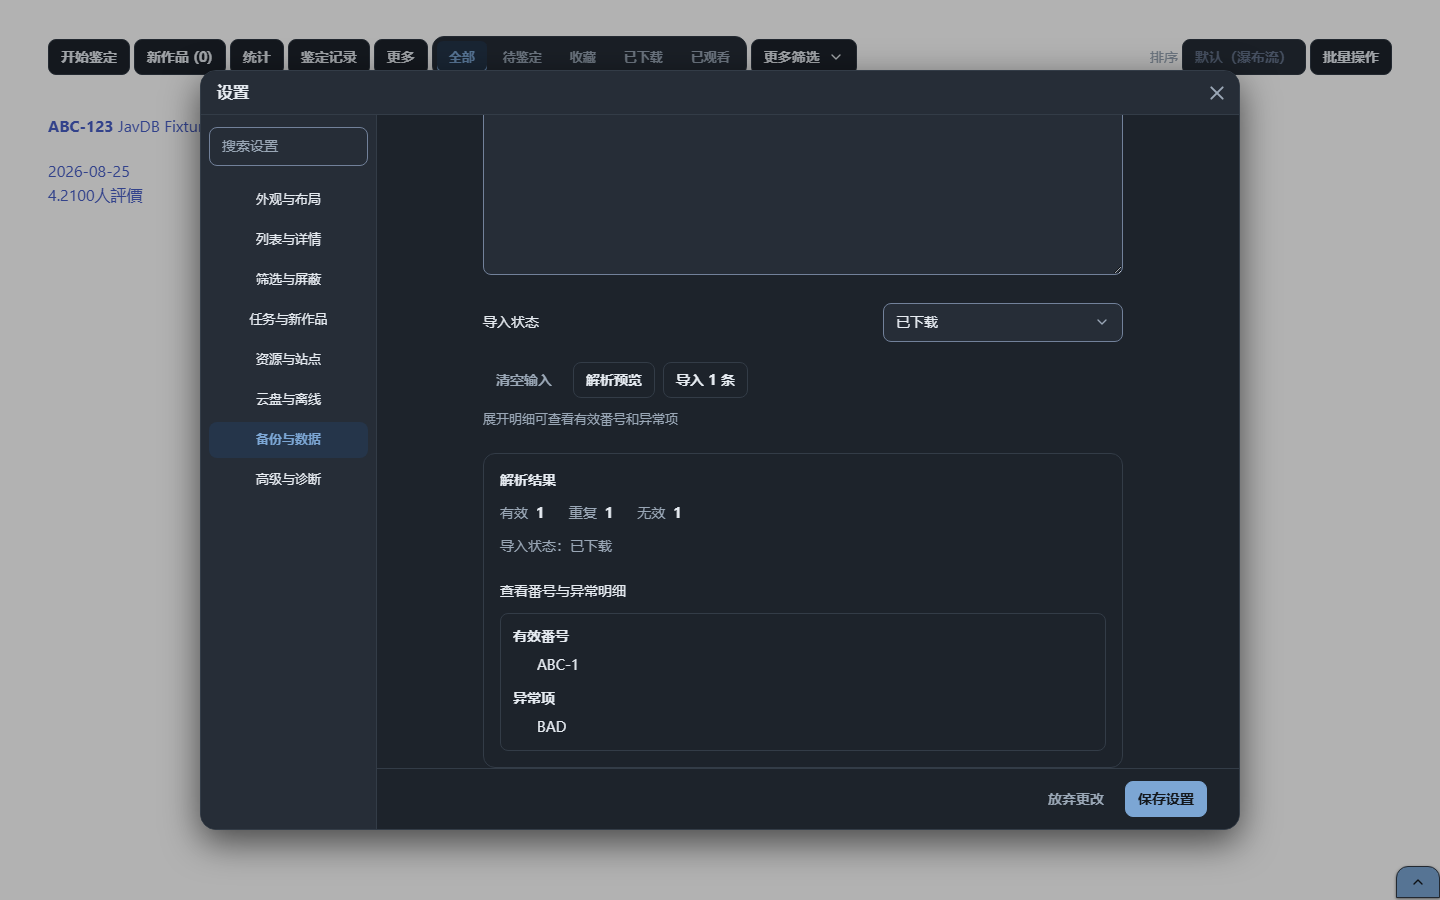 开始鉴定 新作品 (0) 统计 鉴定记录 更多 全部 待鉴定 收藏 已下载 已观看 更多筛选 排序 默认（瀑布流） 批量操作
设置
ABC-123 JavDB Fixtu
2026-08-25
4.2100人評價
搜索设置
外观与布局
列表与详情
筛选与屏蔽
任务与新作品
资源与站点
云盘与离线
备份与数据
高级与诊断
导入状态 已下载
清空输入 解析预览 导入 1 条
展开明细可查看有效番号和异常项
解析结果
有效 1 重复 1 无效 1
导入状态：已下载
查看番号与异常明细
有效番号
ABC-1
异常项
BAD
放弃更改 保存设置